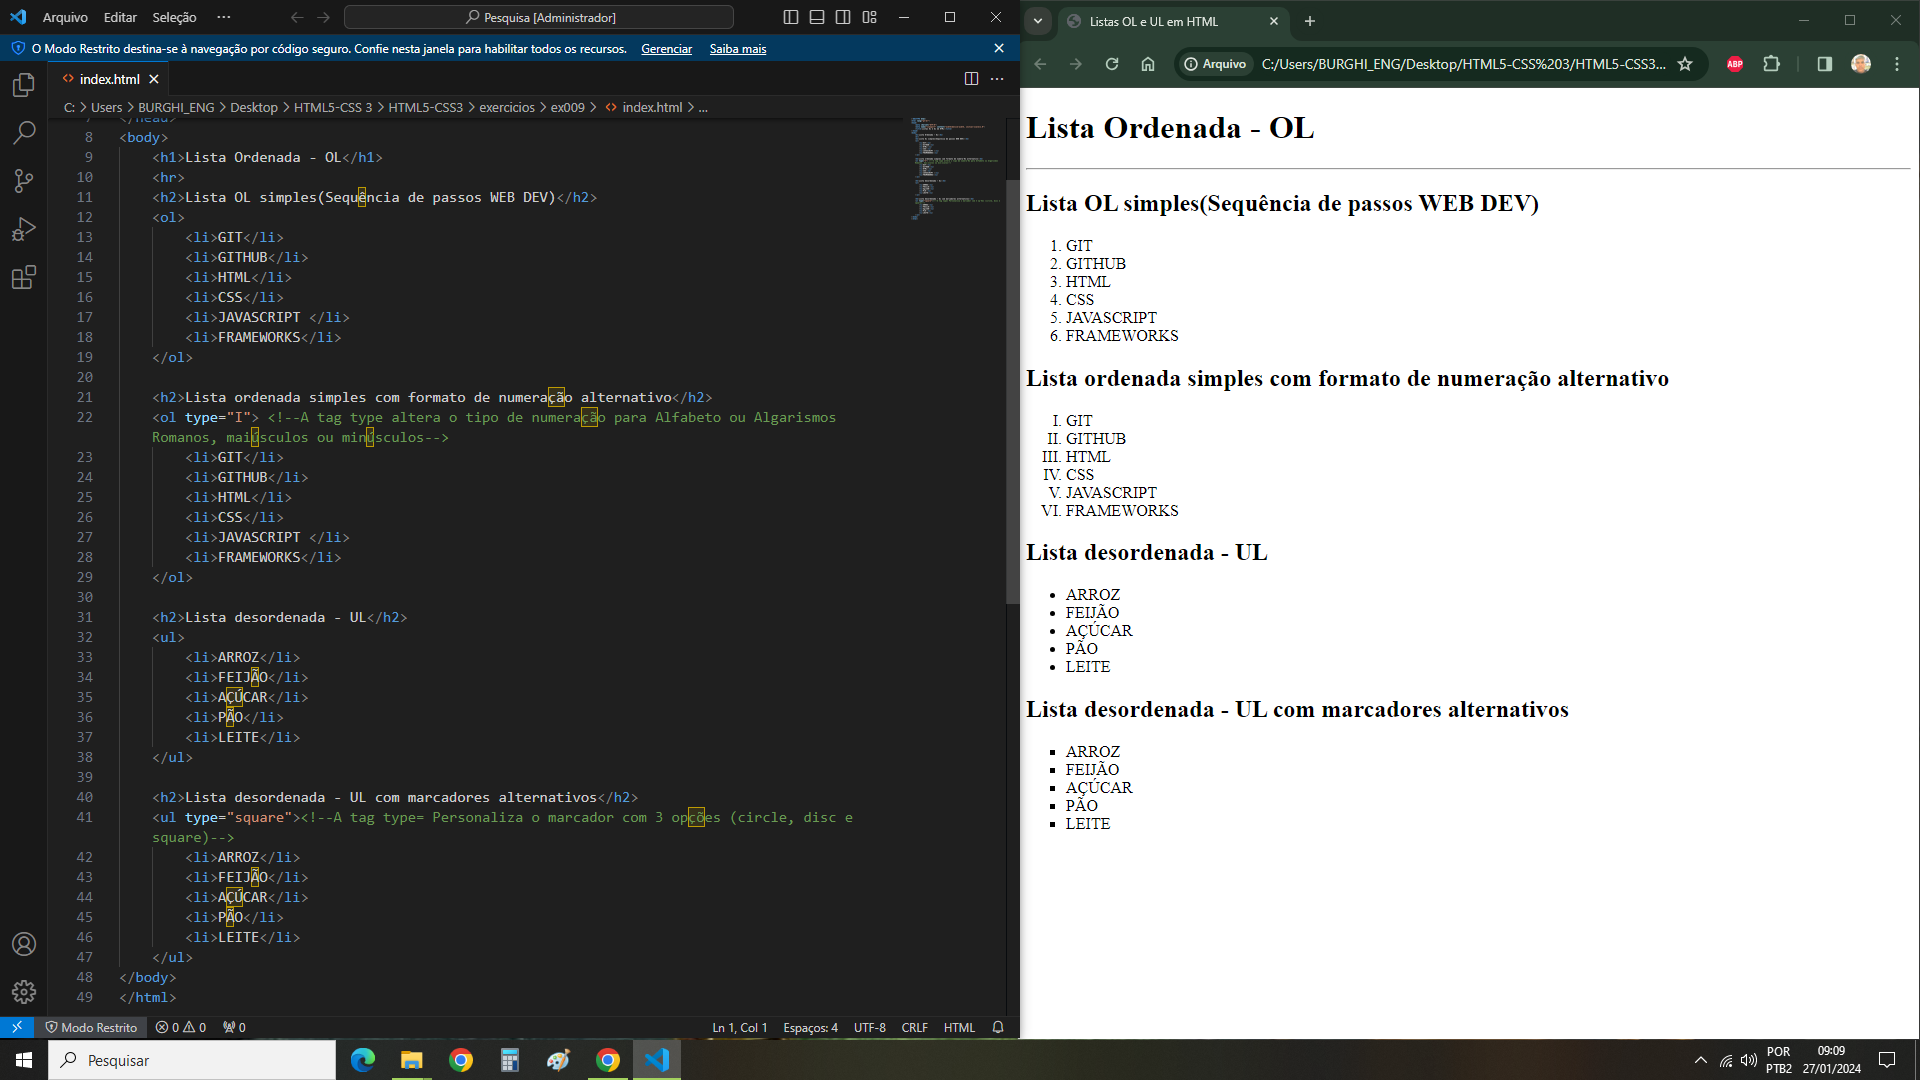 Arquivo Editar Seleção ···
Pesquisa [Administrador]
O Modo Restrito destina-se à navegação por código seguro. Confie nesta janela para habilitar todos os recursos. Gerenciar Saiba mais
index.html
C: > Users > BURGHI_ENG > Desktop > HTML5-CSS 3 > HTML5-CSS3 > exercicios > ex009 > index.html > ...
7 </head>
8 <body>
9 <h1>Lista Ordenada - OL</h1>
10 <hr>
11 <h2>Lista OL simples(Sequência de passos WEB DEV)</h2>
12 <ol>
13 <li>GIT</li>
14 <li>GITHUB</li>
15 <li>HTML</li>
16 <li>CSS</li>
17 <li>JAVASCRIPT </li>
18 <li>FRAMEWORKS</li>
19 </ol>
20
21 <h2>Lista ordenada simples com formato de numeração alternativo</h2>
22 <ol type="I"> <!--A tag type altera o tipo de numeração para Alfabeto ou Algarismos
Romanos, maiúsculos ou minúsculos-->
23 <li>GIT</li>
24 <li>GITHUB</li>
25 <li>HTML</li>
26 <li>CSS</li>
27 <li>JAVASCRIPT </li>
28 <li>FRAMEWORKS</li>
29 </ol>
30
31 <h2>Lista desordenada - UL</h2>
32 <ul>
33 <li>ARROZ</li>
34 <li>FEIJÃO</li>
35 <li>AÇÚCAR</li>
36 <li>PÃO</li>
37 <li>LEITE</li>
38 </ul>
39
40 <h2>Lista desordenada - UL com marcadores alternativos</h2>
41 <ul type="square"><!--A tag type= Personaliza o marcador com 3 opções (circle, disc e
square)-->
42 <li>ARROZ</li>
43 <li>FEIJÃO</li>
44 <li>AÇÚCAR</li>
45 <li>PÃO</li>
46 <li>LEITE</li>
47 </ul>
48 </body>
49 </html>
Modo Restrito 0 0 0
Ln 1, Col 1 Espaços: 4 UTF-8 CRLF HTML
Listas OL e UL em HTML
Arquivo C:/Users/BURGHI_ENG/Desktop/HTML5-CSS%203/HTML5-CSS3...
ABP
Lista Ordenada - OL
Lista OL simples(Sequência de passos WEB DEV)
1. GIT
2. GITHUB
3. HTML
4. CSS
5. JAVASCRIPT
6. FRAMEWORKS
Lista ordenada simples com formato de numeração alternativo
I. GIT
II. GITHUB
III. HTML
IV. CSS
V. JAVASCRIPT
VI. FRAMEWORKS
Lista desordenada - UL
• ARROZ
• FEIJÃO
• AÇÚCAR
• PÃO
• LEITE
Lista desordenada - UL com marcadores alternativos
▪ ARROZ
▪ FEIJÃO
▪ AÇÚCAR
▪ PÃO
▪ LEITE
Pesquisar
POR
PTB2
09:09
27/01/2024